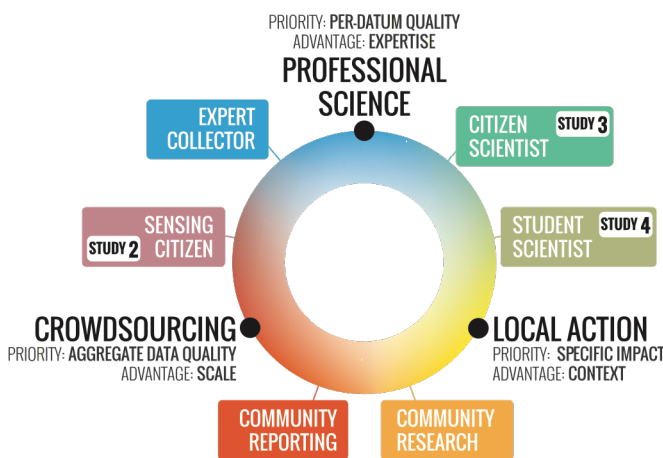 PRIORITY: PER-DATUM QUALITY
ADVANTAGE: EXPERTISE
PROFESSIONAL
SCIENCE
EXPERT
COLLECTOR
CITIZEN
SCIENTIST
STUDY 3
SENSING
CITIZEN
STUDY 2
STUDENT
SCIENTIST
STUDY 4
CROWDSOURCING
PRIORITY: AGGREGATE DATA QUALITY
ADVANTAGE: SCALE
LOCAL ACTION
PRIORITY: SPECIFIC IMPACT
ADVANTAGE: CONTEXT
COMMUNITY
REPORTING
COMMUNITY
RESEARCH